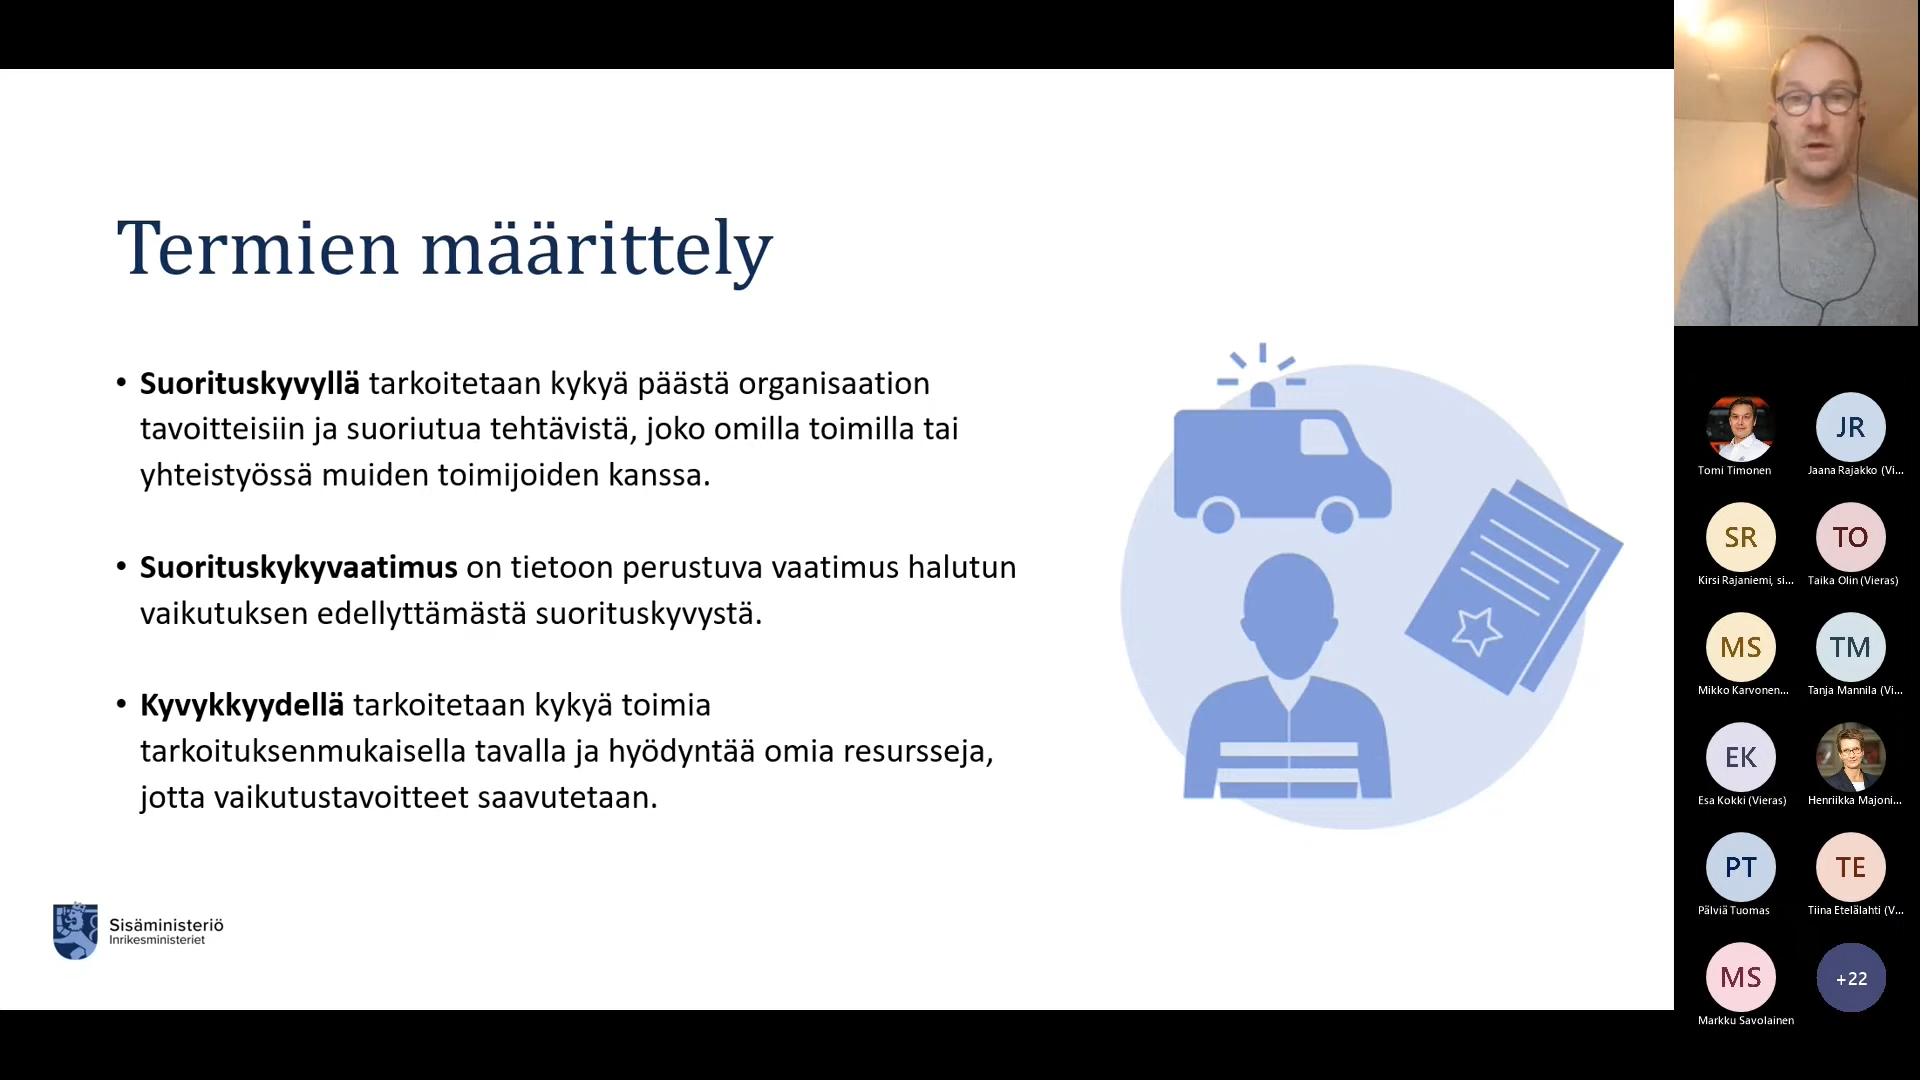 Termien määrittely
• Suorituskyvyllä tarkoitetaan kykyä päästä organisaation
tavoitteisiin ja suoriutua tehtävistä, joko omilla toimilla tai
yhteistyössä muiden toimijoiden kanssa.
• Suorituskykyvaatimus on tietoon perustuva vaatimus halutun
vaikutuksen edellyttämästä suorituskyvystä.
• Kyvykkyydellä tarkoitetaan kykyä toimia
tarkoituksenmukaisella tavalla ja hyödyntää omia resursseja,
jotta vaikutustavoitteet saavutetaan.
Sisäministeriö
Inrikesministeriet
JR
Tomi Timonen
Jaana Rajakko (Vi...
SR
TO
Kirsi Rajaniemi, si...
Taika Olin (Vieras)
MS
TM
Mikko Karvonen...
Tanja Mannila (Vi...
EK
Esa Kokki (Vieras)
Henriikka Majoni...
PT
TE
Pälviä Tuomas
Tiina Etelälahti (V...
MS
+22
Markku Savolainen